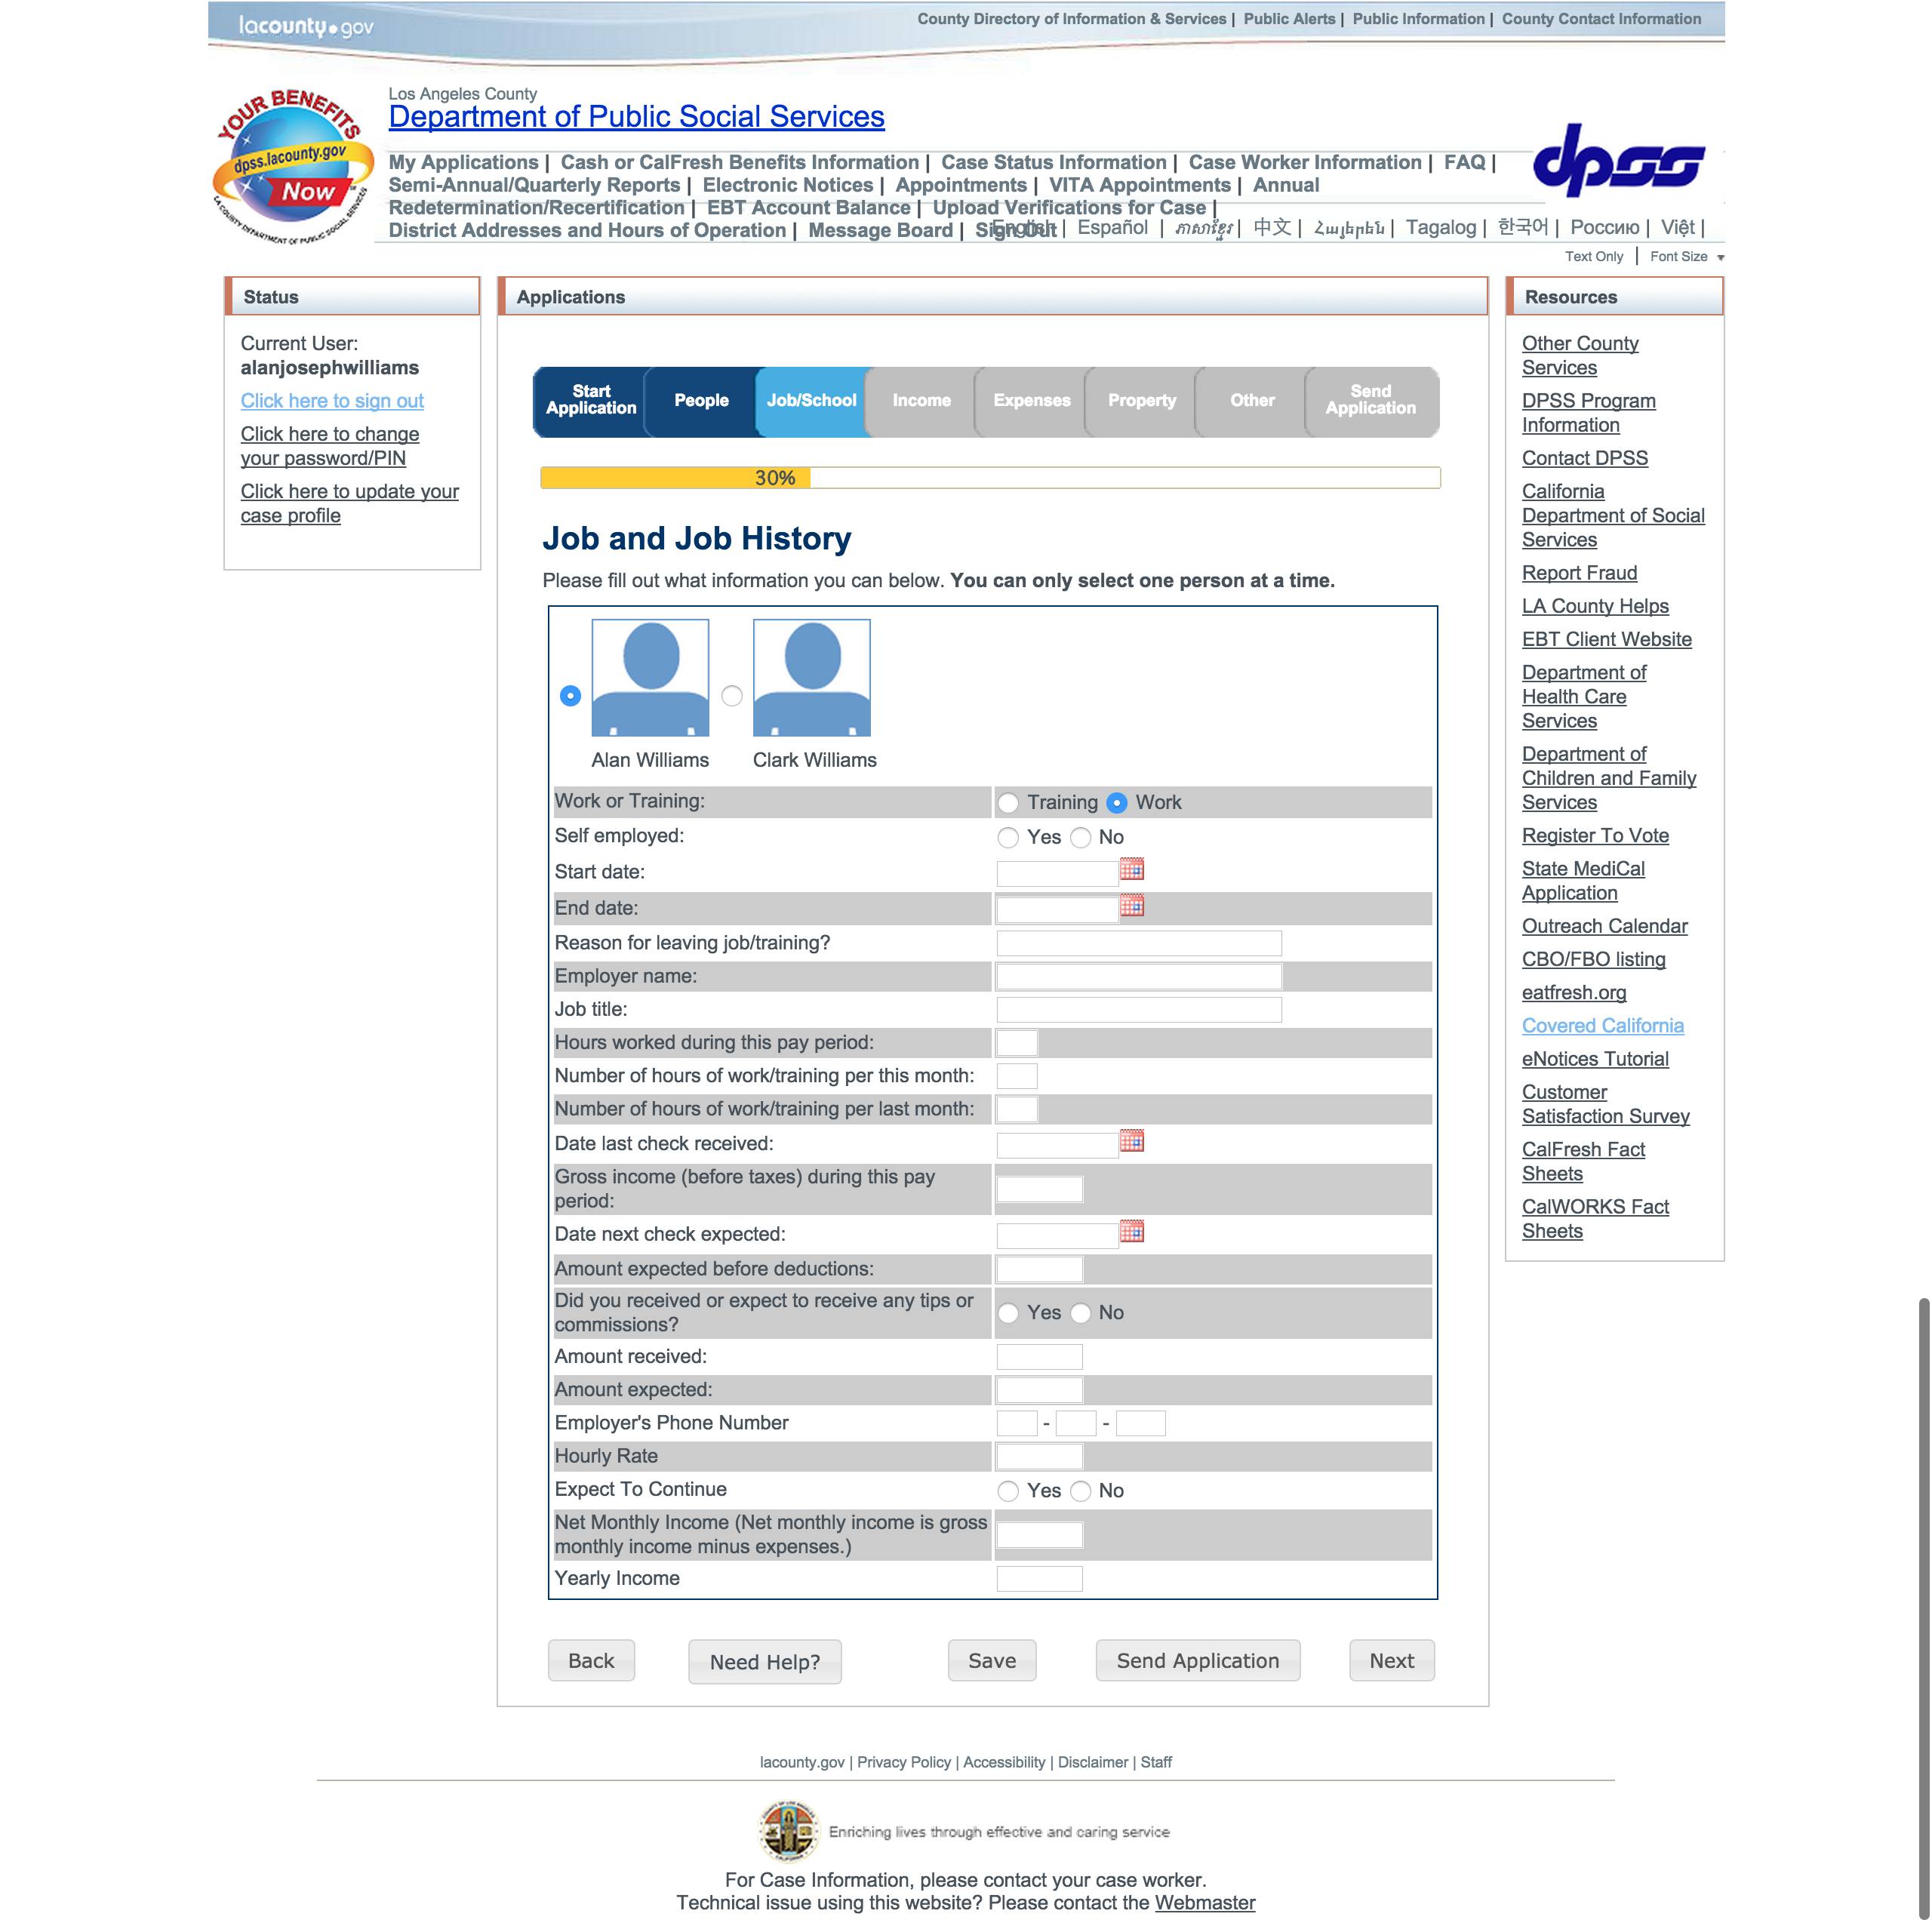 lacounty.gov
County Directory of Information & Services | Public Alerts | Public Information | County Contact Information
YOUR BENEFITS
dpss.lacounty.gov
Now
LA COUNTY DEPARTMENT OF PUBLIC SOCIAL SERVICES
Los Angeles County
Department of Public Social Services
My Applications | Cash or CalFresh Benefits Information | Case Status Information | Case Worker Information | FAQ |
Semi-Annual/Quarterly Reports | Electronic Notices | Appointments | VITA Appointments | Annual
Redetermination/Recertification | EBT Account Balance | Upload Verifications for Case |
District Addresses and Hours of Operation | Message Board | Sign Out
English | Español | ភាសាខ្មែរ | 中文 | Հայերեն | Tagalog | 한국어 | Россию | Việt |
dpss
Text Only | Font Size
Status
Current User:
alanjosephwilliams
Click here to sign out
Click here to change
your password/PIN
Click here to update your
case profile
Applications
Start
Application
People
Job/School
Income
Expenses
Property
Other
Send
Application
30%
Job and Job History
Please fill out what information you can below. You can only select one person at a time.
Alan Williams
Clark Williams
Work or Training: Training Work
Self employed: Yes No
Start date:
End date:
Reason for leaving job/training?
Employer name:
Job title:
Hours worked during this pay period:
Number of hours of work/training per this month:
Number of hours of work/training per last month:
Date last check received:
Gross income (before taxes) during this pay
period:
Date next check expected:
Amount expected before deductions:
Did you received or expect to receive any tips or
commissions?
Yes No
Amount received:
Amount expected:
Employer's Phone Number - -
Hourly Rate
Expect To Continue Yes No
Net Monthly Income (Net monthly income is gross
monthly income minus expenses.)
Yearly Income
Back
Need Help?
Save
Send Application
Next
Resources
Other County
Services
DPSS Program
Information
Contact DPSS
California
Department of Social
Services
Report Fraud
LA County Helps
EBT Client Website
Department of
Health Care
Services
Department of
Children and Family
Services
Register To Vote
State MediCal
Application
Outreach Calendar
CBO/FBO listing
eatfresh.org
Covered California
eNotices Tutorial
Customer
Satisfaction Survey
CalFresh Fact
Sheets
CalWORKS Fact
Sheets
lacounty.gov | Privacy Policy | Accessibility | Disclaimer | Staff
Enriching lives through effective and caring service
For Case Information, please contact your case worker.
Technical issue using this website? Please contact the Webmaster